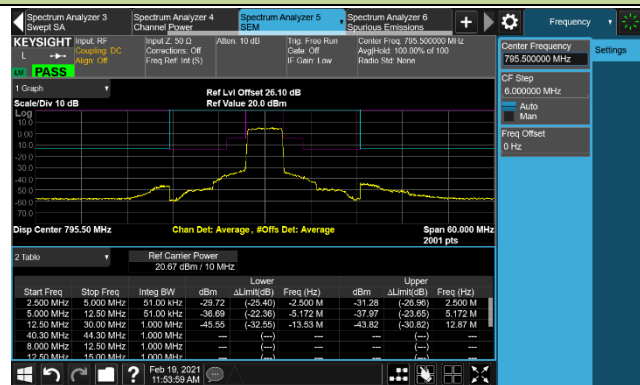 Spectrum Analyzer 3
Swept SA
Spectrum Analyzer 4
Channel Power
Spectrum Analyzer 5
SEM
Spectrum Analyzer 6
Spurious Emissions
Frequency
KEYSIGHT
L
PASS
Input: RF
Coupling: DC
Align: Off
Input Z: 50 Ω
Corrections: Off
Freq Ref: Int (S)
Atten: 10 dB
Trig: Free Run
Gate: Off
IF Gain: Low
Center Freq: 795.500000 MHz
Avg|Hold: 100.00% of 100
Radio Std: None
Center Frequency
795.500000 MHz
Settings
CF Step
6.000000 MHz
Auto
Man
Freq Offset
0 Hz
1 Graph
Scale/Div 10 dB
Ref Lvl Offset 26.10 dB
Ref Value 20.0 dBm
Log
10.0
0.00
-10.0
-20.0
-30.0
-40.0
-50.0
-60.0
-70.0
Disp Center 795.50 MHz
Chan Det: Average, #Offs Det: Average
Span 60.000 MHz
2001 pts
2 Table
Ref Carrier Power
20.67 dBm / 10 MHz
Lower Upper
Start Freq Stop Freq Integ BW dBm ΔLimit(dB) Freq (Hz) dBm ΔLimit(dB) Freq (Hz)
2.500 MHz 5.000 MHz 51.00 kHz -29.72 (-25.40) -2.500 M -31.28 (-26.96) 2.500 M
5.000 MHz 12.50 MHz 51.00 kHz -36.69 (-22.36) -5.172 M -37.97 (-23.65) 5.172 M
12.50 MHz 30.00 MHz 1.000 MHz -45.55 (-32.55) -13.53 M -43.82 (-30.82) 12.87 M
40.30 MHz 44.30 MHz 1.000 MHz --- (---) --- --- (---) ---
8.000 MHz 12.50 MHz 1.000 MHz --- (---) --- --- (---) ---
12.50 MHz 15.00 MHz 1.000 MHz --- (---) --- --- (---) ---
Feb 19, 2021
11:53:59 AM